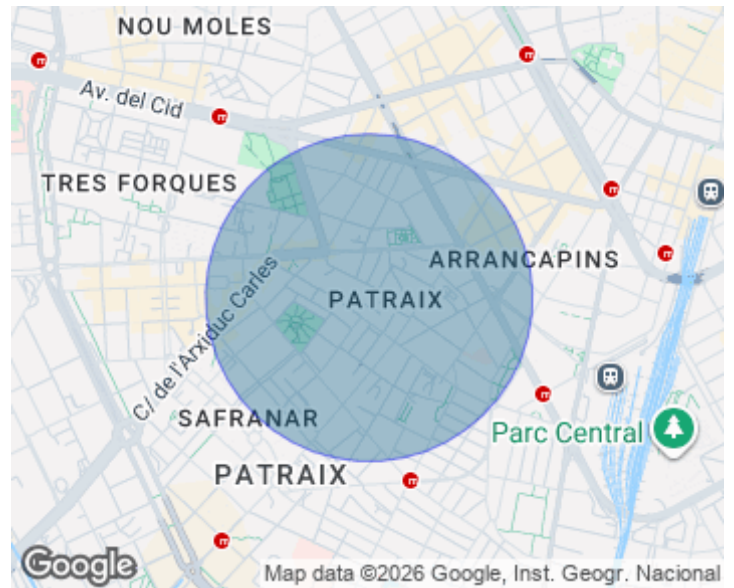 NOU MOLES
Av. del Cid
TRES FORQUES
ARRANCAPINS
PATRAIX
C/ de l'Arxiduc Carles
SAFRANAR
Parc Central
PATRAIX
Google
Map data ©2026 Google, Inst. Geogr. Nacional